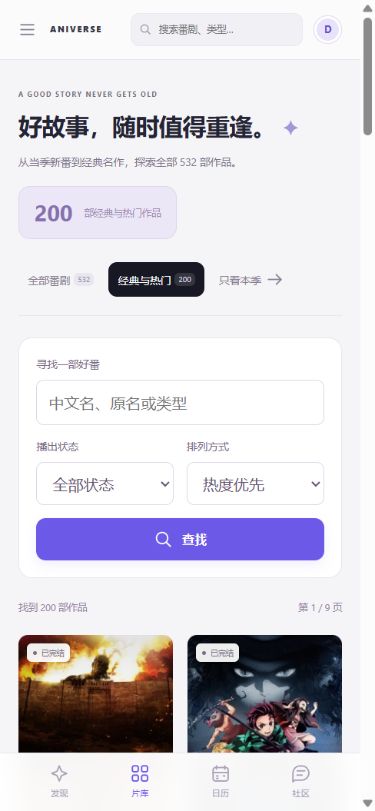 ANIVERSE
搜索番剧、类型...
D
A GOOD STORY NEVER GETS OLD
好故事，随时值得重逢。
从当季新番到经典名作，探索全部 532 部作品。
200 部经典与热门作品
全部番剧 532
经典与热门 200
只看本季
寻找一部好番
中文名、原名或类型
播出状态
排列方式
全部状态
热度优先
查找
找到 200 部作品
第 1 / 9 页
已完结
已完结
发现
片库
日历
社区